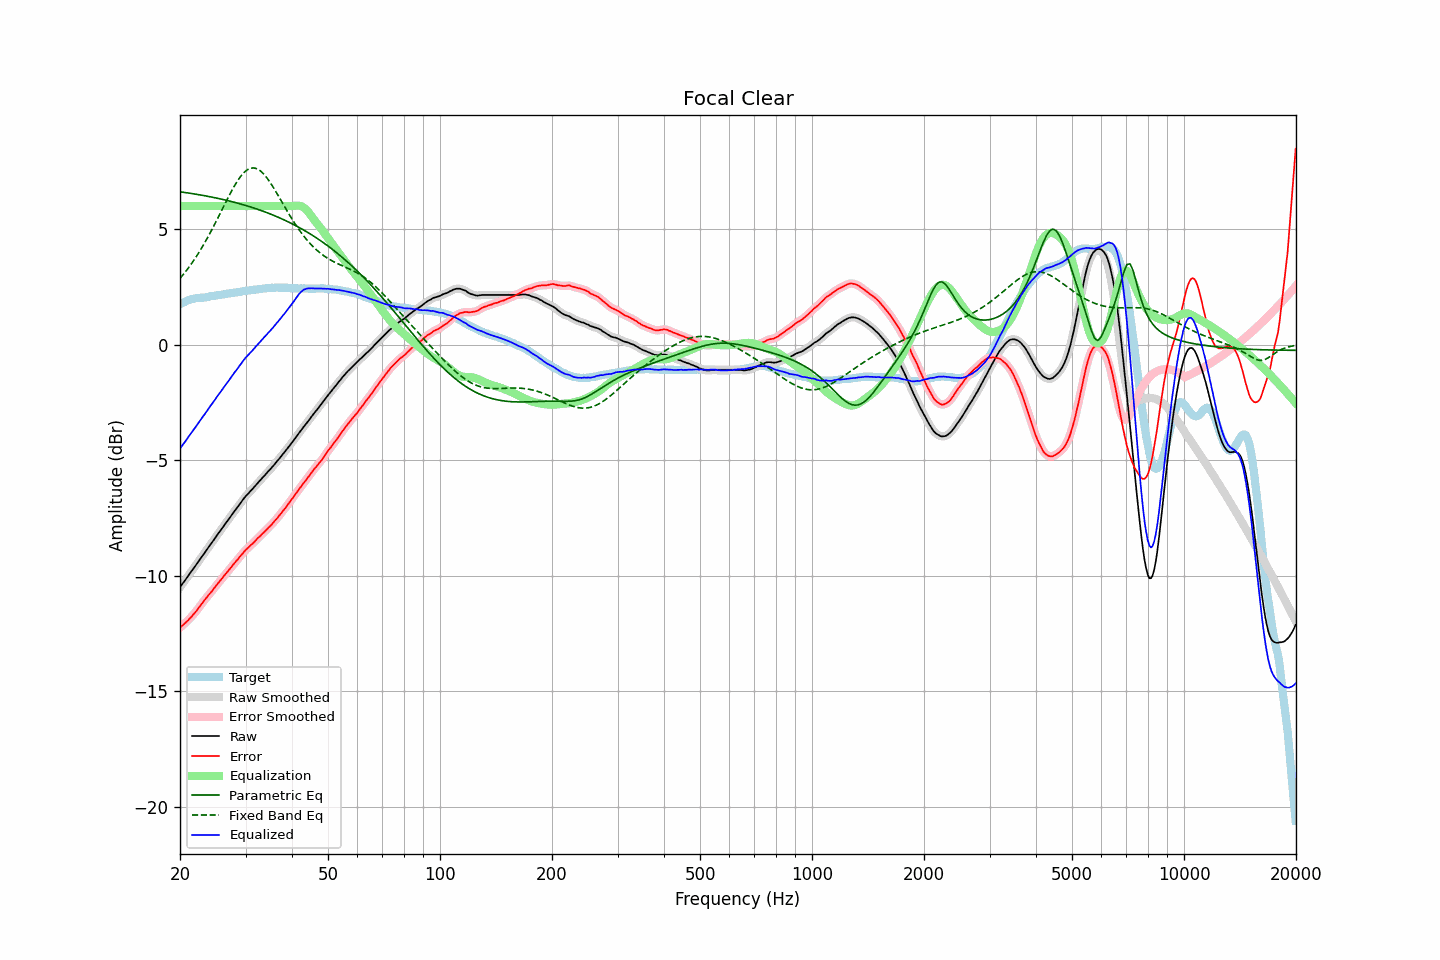 Focal Clear
Amplitude (dBr)
5
0
−5
−10
−15
−20
Target
Raw Smoothed
Error Smoothed
Raw
Error
Equalization
Parametric Eq
Fixed Band Eq
Equalized
20 50 100 200 500 1000 2000 5000 10000 20000
Frequency (Hz)